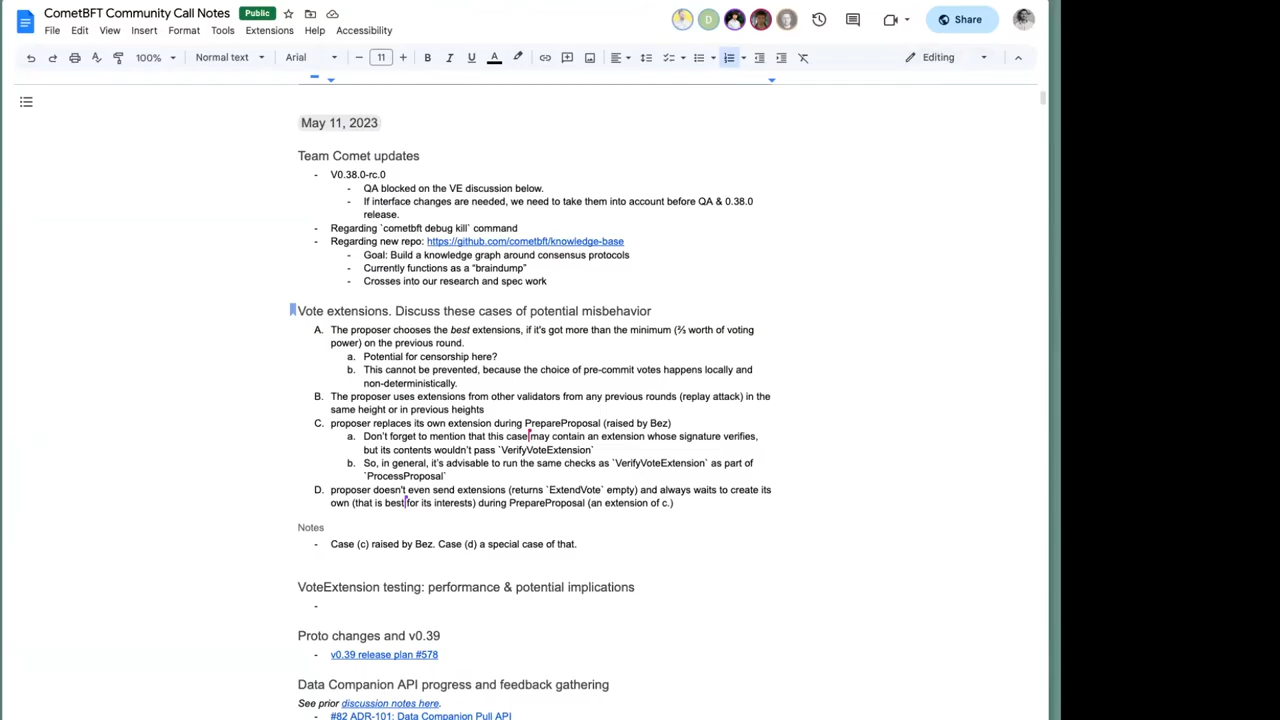 CometBFT Community Call Notes Public
File Edit View Insert Format Tools Extensions Help Accessibility
D
Share
100% Normal text Arial 11 B I U A Editing
May 11, 2023
Team Comet updates
- V0.38.0-rc.0
- QA blocked on the VE discussion below.
- If interface changes are needed, we need to take them into account before QA & 0.38.0
release.
- Regarding `cometbft debug kill` command
- Regarding new repo: https://github.com/cometbft/knowledge-base
- Goal: Build a knowledge graph around consensus protocols
- Currently functions as a “braindump”
- Crosses into our research and spec work
Vote extensions. Discuss these cases of potential misbehavior
A. The proposer chooses the best extensions, if it's got more than the minimum (⅔ worth of voting
power) on the previous round.
a. Potential for censorship here?
b. This cannot be prevented, because the choice of pre-commit votes happens locally and
non-deterministically.
B. The proposer uses extensions from other validators from any previous rounds (replay attack) in the
same height or in previous heights
C. proposer replaces its own extension during PrepareProposal (raised by Bez)
a. Don’t forget to mention that this case may contain an extension whose signature verifies,
but its contents wouldn’t pass `VerifyVoteExtension`
b. So, in general, it’s advisable to run the same checks as `VerifyVoteExtension` as part of
`ProcessProposal`
D. proposer doesn't even send extensions (returns `ExtendVote` empty) and always waits to create its
own (that is best for its interests) during PrepareProposal (an extension of c.)
Notes
- Case (c) raised by Bez. Case (d) a special case of that.
VoteExtension testing: performance & potential implications
-
Proto changes and v0.39
- v0.39 release plan #578
Data Companion API progress and feedback gathering
See prior discussion notes here.
- #82 ADR-101: Data Companion Pull API